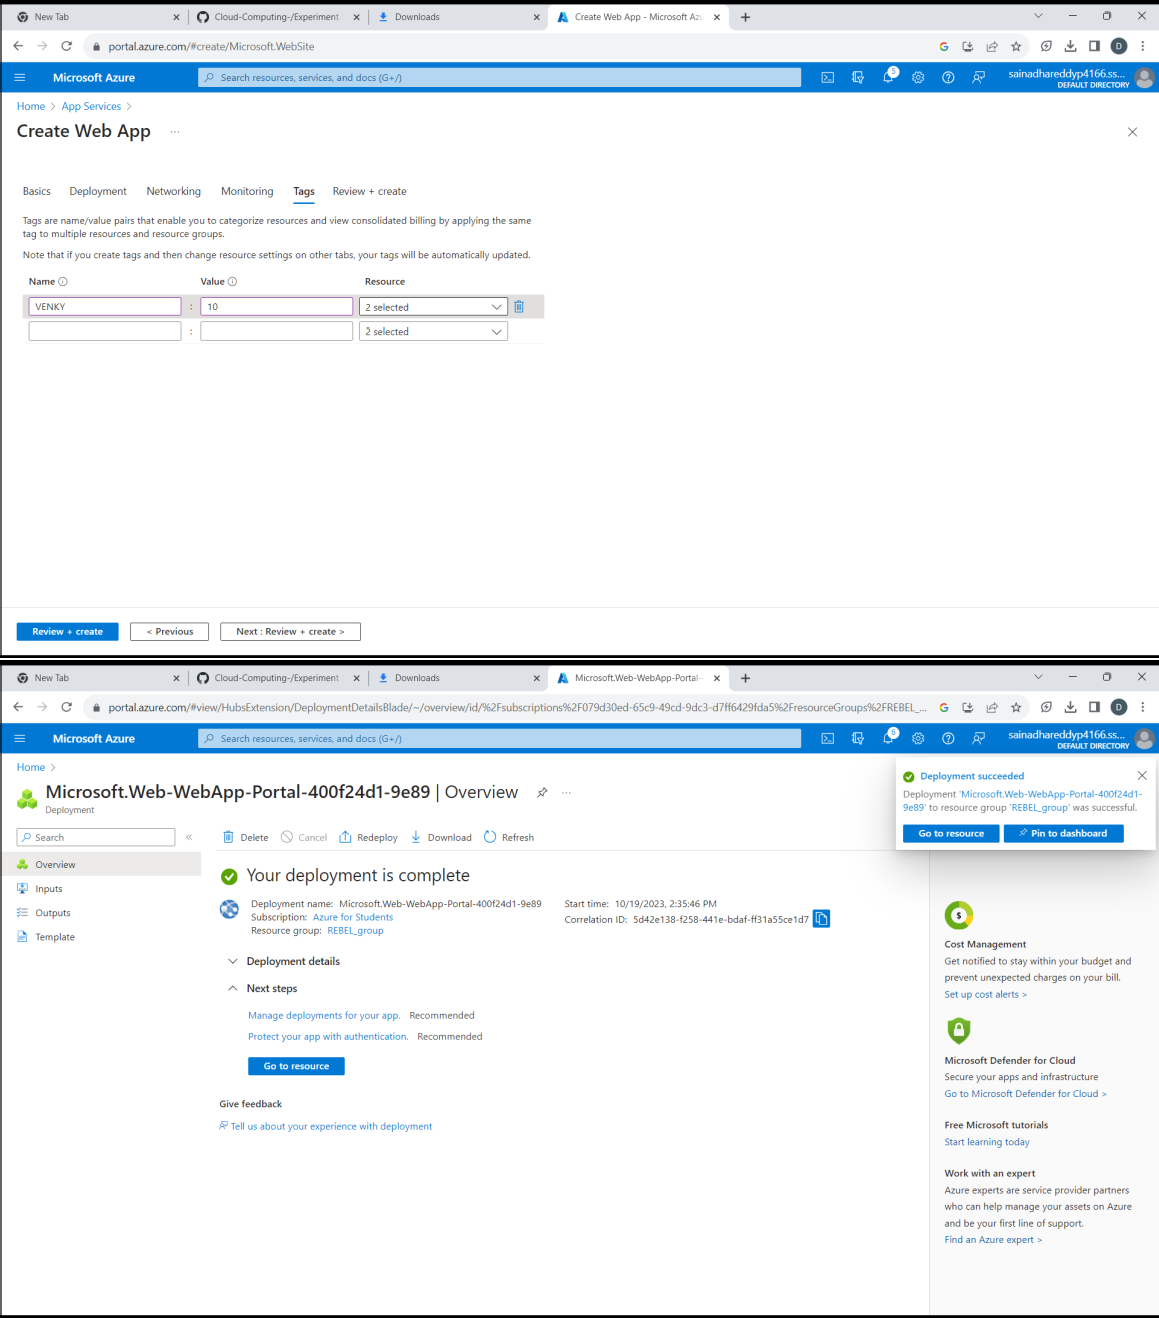 New Tab
Cloud-Computing-/Experiment
Downloads
Create Web App - Microsoft Azu
portal.azure.com/#create/Microsoft.WebSite
D
Microsoft Azure
Search resources, services, and docs (G+/)
5
sainadhareddyp4166.ss...
DEFAULT DIRECTORY
Home > App Services >
Create Web App ...
Basics Deployment Networking Monitoring Tags Review + create
Tags are name/value pairs that enable you to categorize resources and view consolidated billing by applying the same
tag to multiple resources and resource groups.
Note that if you create tags and then change resource settings on other tabs, your tags will be automatically updated.
Name Value Resource
VENKY : 10 2 selected
: 2 selected
Review + create < Previous Next : Review + create >
New Tab
Cloud-Computing-/Experiment
Downloads
Microsoft.Web-WebApp-Portal-
portal.azure.com/#view/HubsExtension/DeploymentDetailsBlade/~/overview/id/%2Fsubscriptions%2F079d30ed-65c9-49cd-9dc3-d7ff6429fda5%2FresourceGroups%2FREBEL_...
D
Microsoft Azure
Search resources, services, and docs (G+/)
6
sainadhareddyp4166.ss...
DEFAULT DIRECTORY
Home >
Microsoft.Web-WebApp-Portal-400f24d1-9e89 | Overview ...
Deployment
Deployment succeeded
Deployment 'Microsoft.Web-WebApp-Portal-400f24d1-
9e89' to resource group 'REBEL_group' was successful.
Go to resource Pin to dashboard
Search «
Overview
Inputs
Outputs
Template
Delete Cancel Redeploy Download Refresh
Your deployment is complete
Deployment name: Microsoft.Web-WebApp-Portal-400f24d1-9e89
Subscription: Azure for Students
Resource group: REBEL_group
Start time: 10/19/2023, 2:35:46 PM
Correlation ID: 5d42e138-f258-441e-bdaf-ff31a55ce1d7
Deployment details
Next steps
Manage deployments for your app. Recommended
Protect your app with authentication. Recommended
Go to resource
Give feedback
Tell us about your experience with deployment
$
Cost Management
Get notified to stay within your budget and
prevent unexpected charges on your bill.
Set up cost alerts >
Microsoft Defender for Cloud
Secure your apps and infrastructure
Go to Microsoft Defender for Cloud >
Free Microsoft tutorials
Start learning today
Work with an expert
Azure experts are service provider partners
who can help manage your assets on Azure
and be your first line of support.
Find an Azure expert >